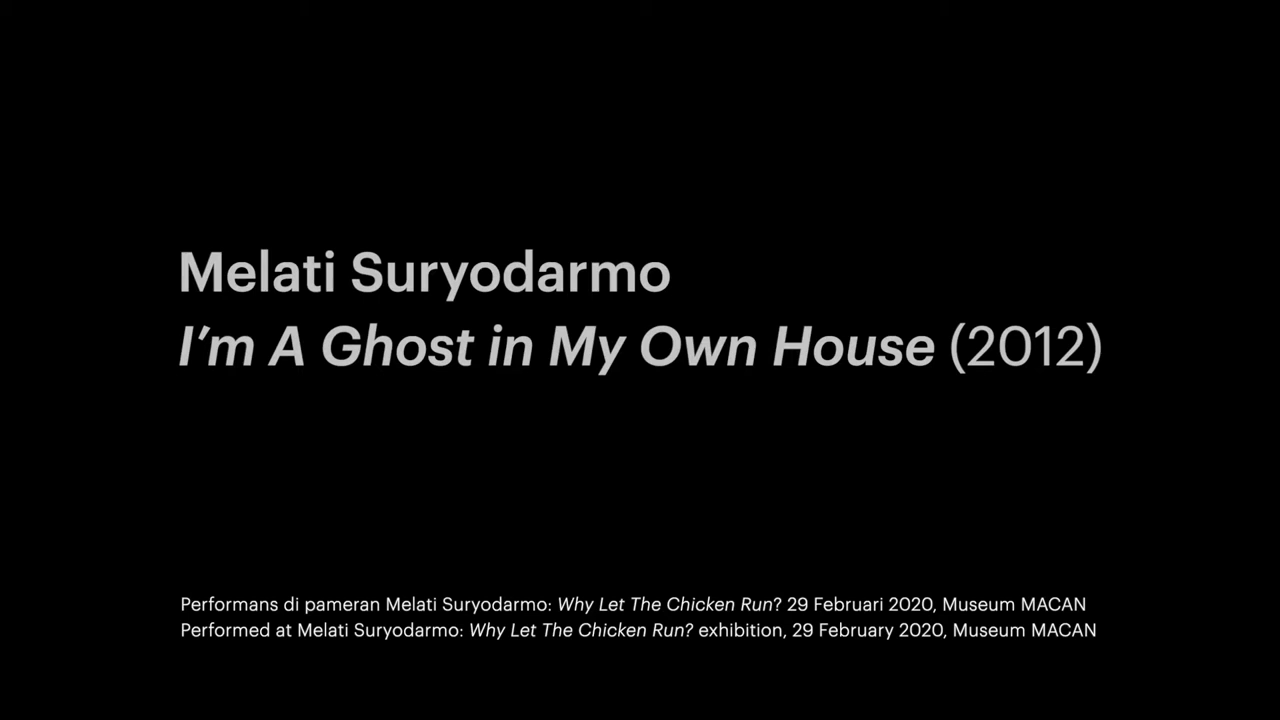 Melati Suryodarmo
I’m A Ghost in My Own House (2012)
Performans di pameran Melati Suryodarmo: Why Let The Chicken Run? 29 Februari 2020, Museum MACAN
Performed at Melati Suryodarmo: Why Let The Chicken Run? exhibition, 29 February 2020, Museum MACAN